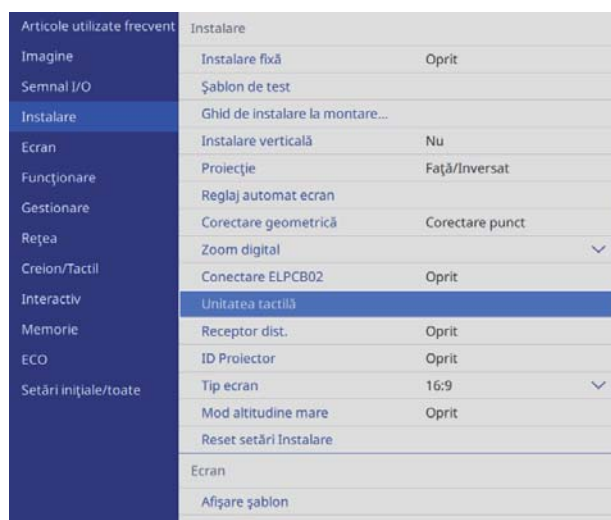 Articole utilizate frecvent
Imagine
Semnal I/O
Instalare
Ecran
Funcţionare
Gestionare
Reţea
Creion/Tactil
Interactiv
Memorie
ECO
Setări iniţiale/toate
Instalare
Instalare fixă Oprit
Şablon de test
Ghid de instalare la montare...
Instalare verticală Nu
Proiecţie Faţă/Inversat
Reglaj automat ecran
Corectare geometrică Corectare punct
Zoom digital
Conectare ELPCB02 Oprit
Unitatea tactilă
Receptor dist. Oprit
ID Proiector Oprit
Tip ecran 16:9
Mod altitudine mare Oprit
Reset setări Instalare
Ecran
Afişare şablon